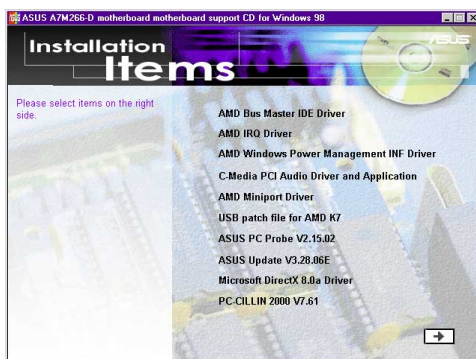 ASUS A7M266-D motherboard motherboard support CD for Windows 98
ASUS
Installation
Items
Please select items on the right
side.
AMD Bus Master IDE Driver
AMD IRQ Driver
AMD Windows Power Management INF Driver
C-Media PCI Audio Driver and Application
AMD Miniport Driver
USB patch file for AMD K7
ASUS PC Probe V2.15.02
ASUS Update V3.28.06E
Microsoft DirectX 8.0a Driver
PC-CILLIN 2000 V7.61